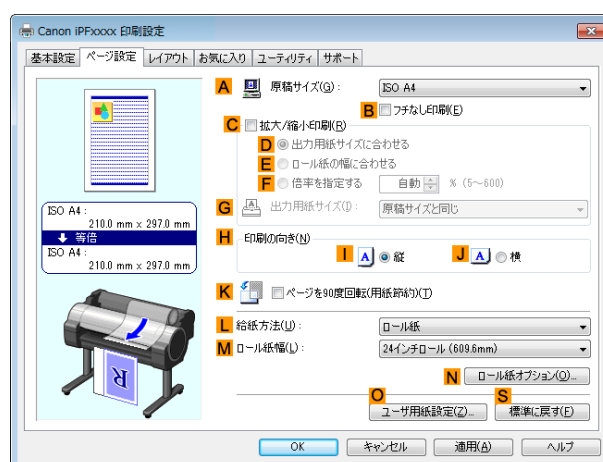 Canon iPFxxxx 印刷設定
基本設定 ページ設定 レイアウト お気に入り ユーティリティ サポート
A 原稿サイズ(G): ISO A4
B フチなし印刷(E)
C 拡大/縮小印刷(R)
D 出力用紙サイズに合わせる
E ロール紙の幅に合わせる
F 倍率を指定する 自動 % (5～600)
G 出力用紙サイズ(I): 原稿サイズと同じ
ISO A4 :
210.0 mm x 297.0 mm
等倍
ISO A4 :
210.0 mm x 297.0 mm
H 印刷の向き(N)
I A 縦 J A 横
K ページを90度回転(用紙節約)(T)
L 給紙方法(U): ロール紙
M ロール紙幅(L): 24インチロール (609.6mm)
R
N ロール紙オプション(O)...
O S
ユーザ用紙設定(Z)... 標準に戻す(F)
OK キャンセル 適用(A) ヘルプ